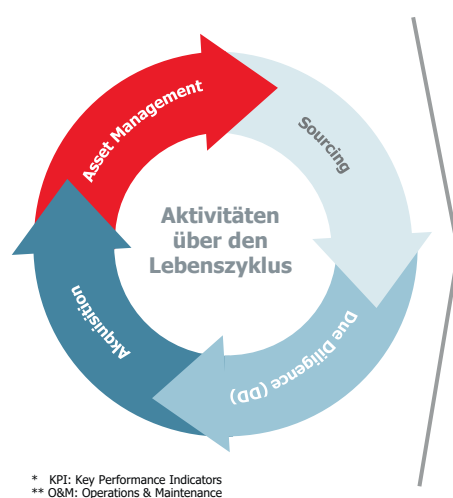 Asset Management
Sourcing
Aktivitäten
über den
Lebenszyklus
Akquisition
Due Diligence (DD)
* KPI: Key Performance Indicators
** O&M: Operations & Maintenance